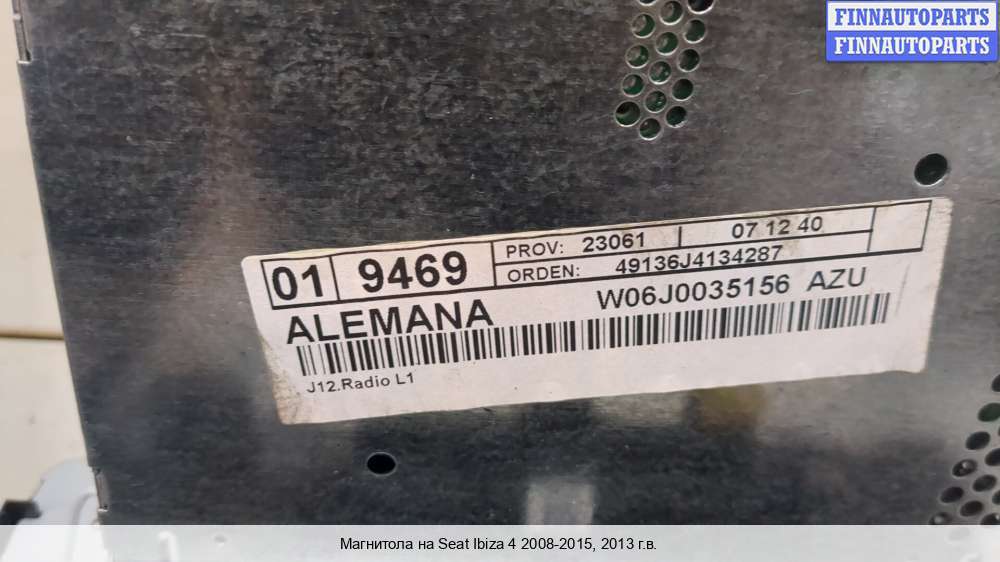 FINNAUTOPARTS
FINNAUTOPARTS
01 9469 PROV: 23061 07 12 40
ORDEN: 49136J4134287
ALEMANA W06J0035156 AZU
J12.Radio L1
Магнитола на Seat Ibiza 4 2008-2015, 2013 г.в.